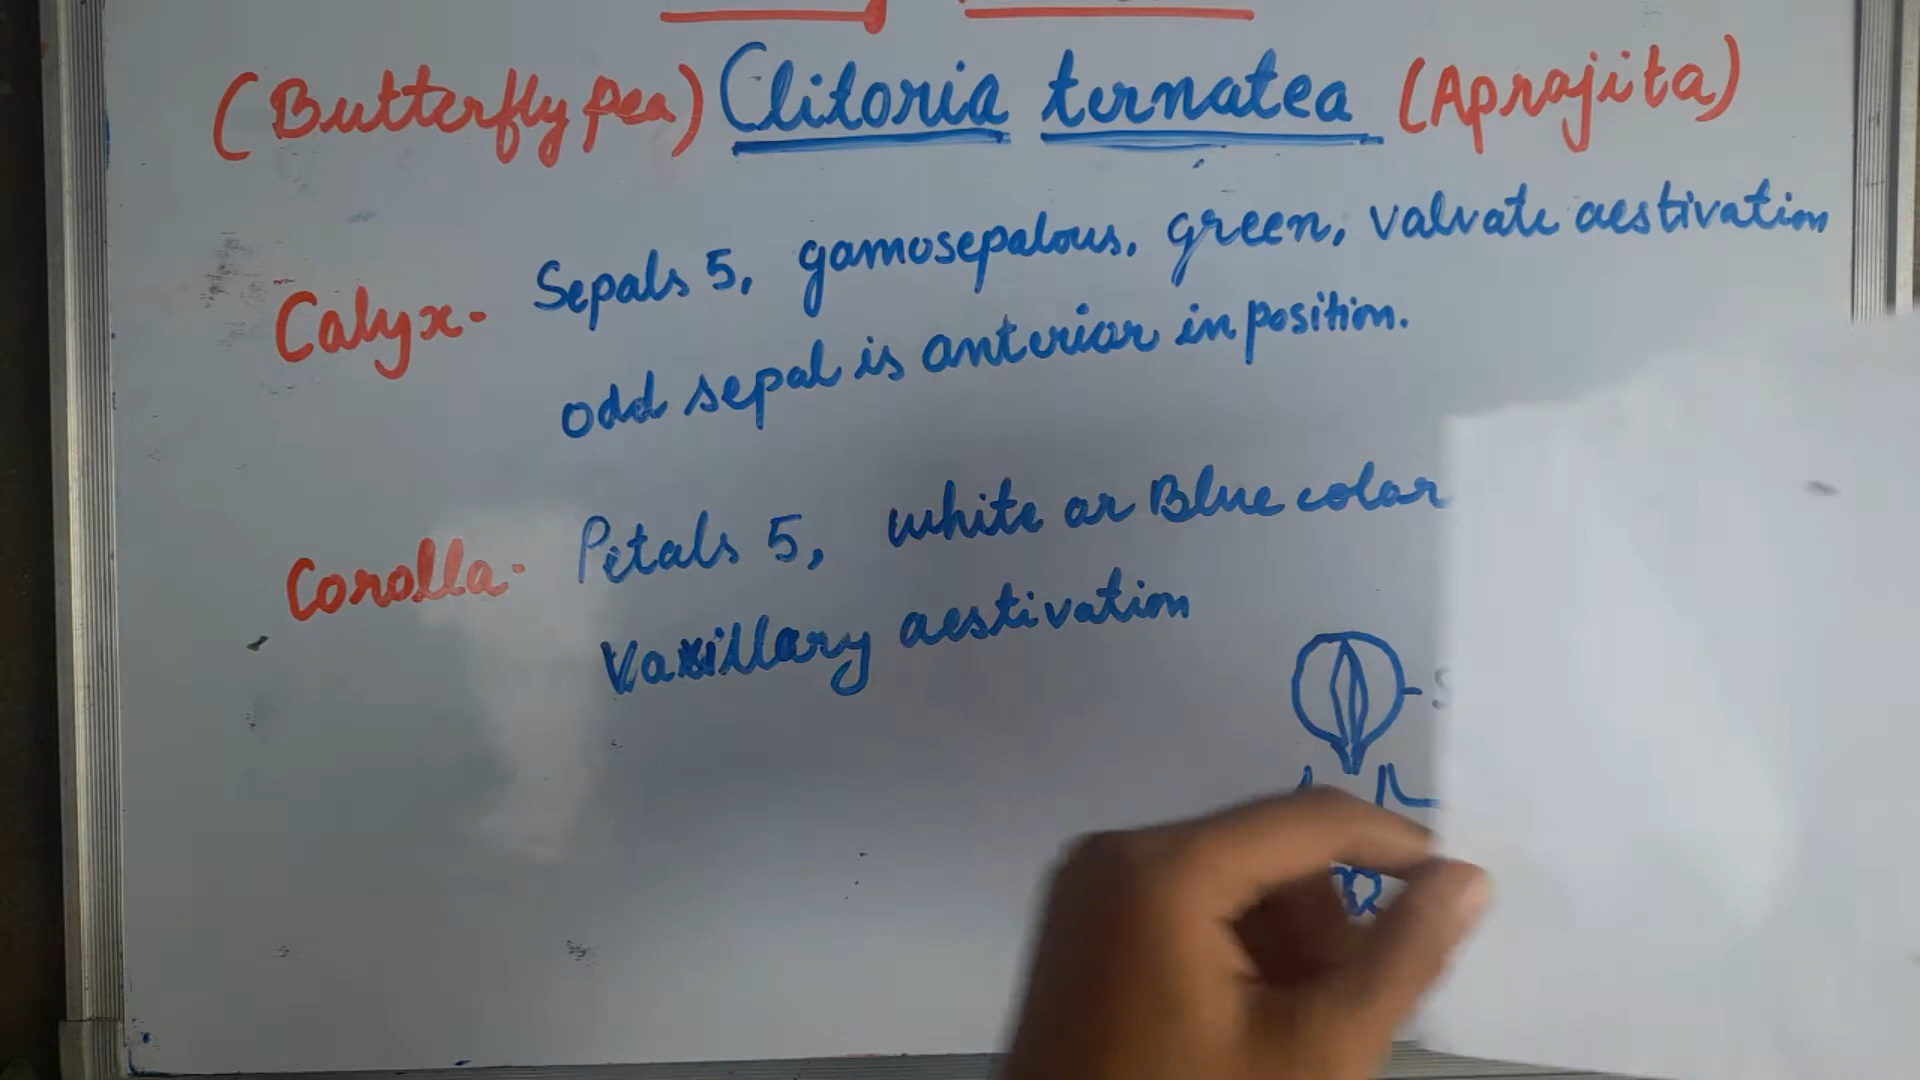 (Butterfly pea) Clitoria ternatea (Aprajita)
Calyx- Sepals 5, gamosepalous, green, valvate aestivation
odd sepal is anterior in position.
Corolla- Petals 5, white or Blue color
Vaxillary aestivation